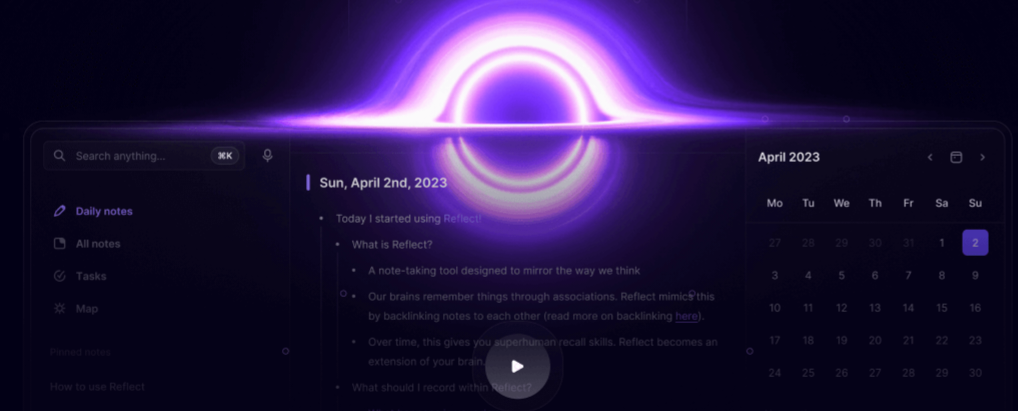 Search anything...
⌘K
Daily notes
All notes
Tasks
Map
Pinned notes
How to use Reflect
Sun, April 2nd, 2023
Today I started using Reflect!
What is Reflect?
A note-taking tool designed to mirror the way we think
Our brains remember things through associations. Reflect mimics this
by backlinking notes to each other (read more on backlinking here).
Over time, this gives you superhuman recall skills. Reflect becomes an
extension of your brain.
What should I record within Reflect?
April 2023
Mo Tu We Th Fr Sa Su
27 28 29 30 31 1 2
3 4 5 6 7 8 9
10 11 12 13 14 15 16
17 18 19 20 21 22 23
24 25 26 27 28 29 30